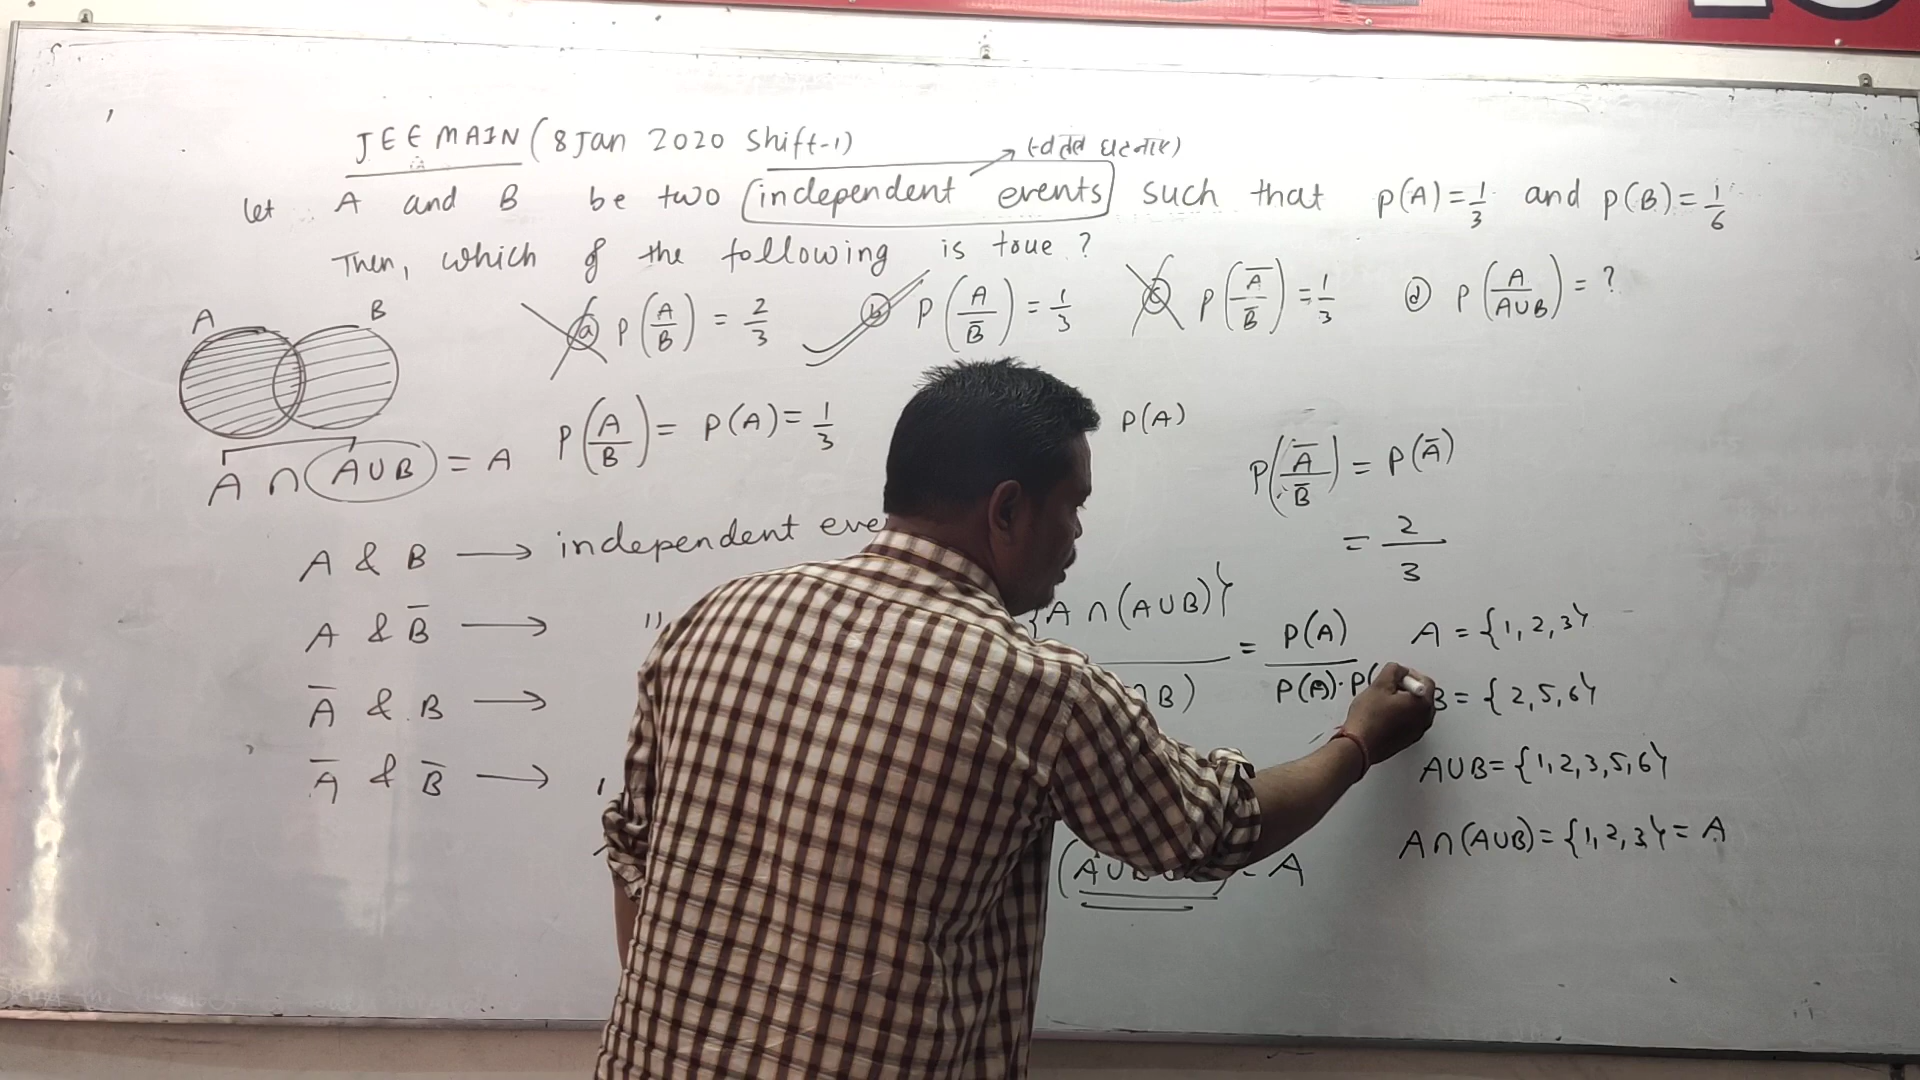 JEE MAIN (8 Jan 2020 Shift-1)
(स्वतंत्र घटनाएं)
let A and B be two independent events such that P(A)=1/3 and P(B)=1/6
Then, which of the following is true?
(a) P(A/B) = 2/3 (b) P(A/B̅) = 1/3 (c) P(A̅/B̅) = 1/3 (d) P(A/A∪B) = ?
A B
A ∩ (A∪B) = A
P(A/B) = P(A) = 1/3
P(A)
P(A̅/B̅) = P(A̅)
= 2/3
A & B → independent eve
A & B̅ → "
A̅ & B →
A̅ & B̅ →
{A ∩ (A∪B)} = P(A)/P(A)·P(
∩B)
A = {1, 2, 3}
B = {2, 5, 6}
A∪B = {1, 2, 3, 5, 6}
A∩(A∪B) = {1, 2, 3} = A
= A